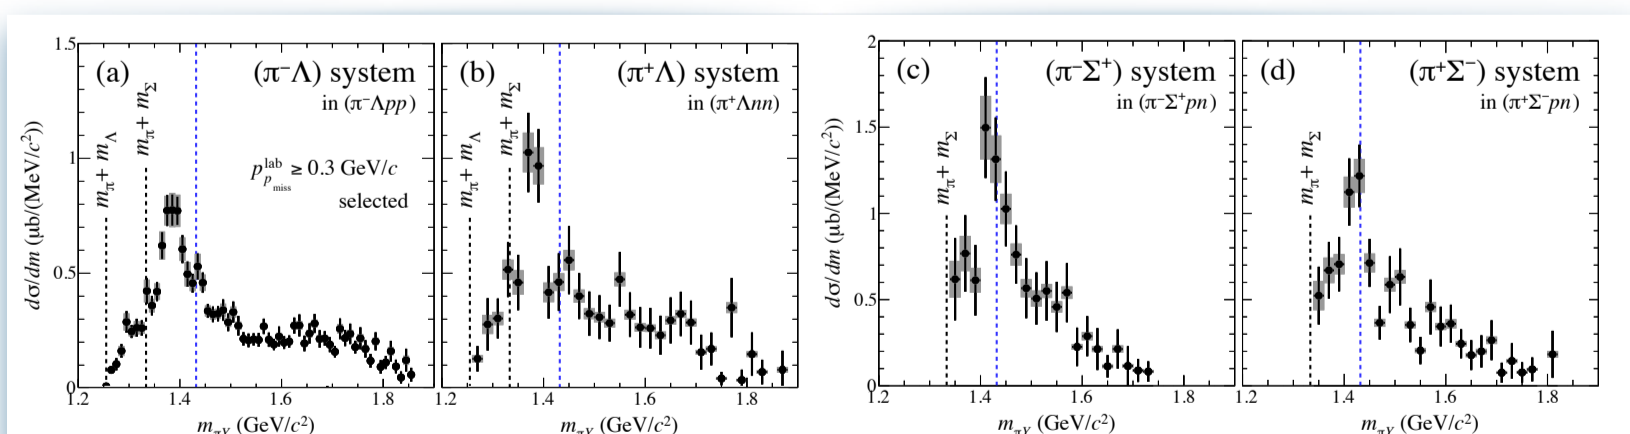 (a) (π⁻Λ) system
in (π⁻Λpp)
m_π + m_Λ
m_π + m_Σ
p^lab_{p_miss} ≥ 0.3 GeV/c
selected
dσ/dm (μb/(MeV/c²))
1.5
1
0.5
0
1.2 1.4 1.6 1.8
m_πY (GeV/c²)
(b) (π⁺Λ) system
in (π⁺Λnn)
m_π + m_Λ
m_π + m_Σ
1.2 1.4 1.6 1.8
m_πY (GeV/c²)
(c) (π⁻Σ⁺) system
in (π⁻Σ⁺pn)
m_π + m_Σ
dσ/dm (μb/(MeV/c²))
2
1.5
1
0.5
0
1.2 1.4 1.6 1.8
m_πY (GeV/c²)
(d) (π⁺Σ⁻) system
in (π⁺Σ⁻pn)
m_π + m_Σ
1.2 1.4 1.6 1.8
m_πY (GeV/c²)